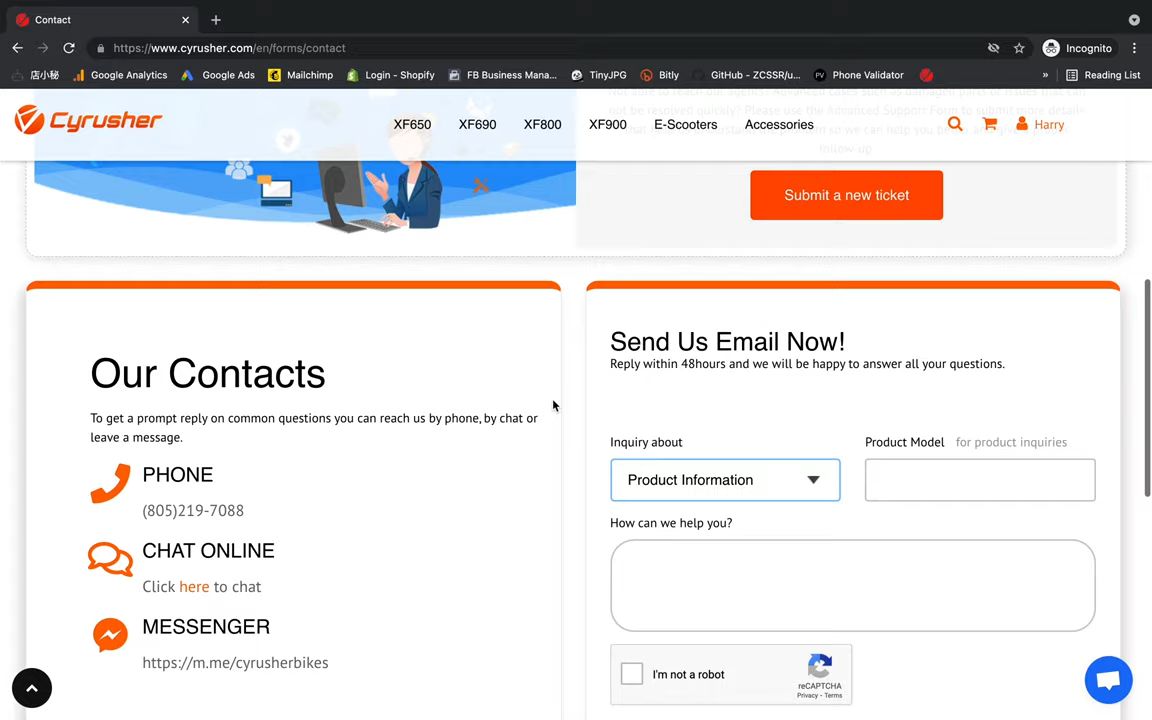 Contact
https://www.cyrusher.com/en/forms/contact
Incognito
店小秘
Google Analytics
Google Ads
Mailchimp
Login - Shopify
FB Business Mana...
TinyJPG
Bitly
GitHub - ZCSSR/u...
PV
Phone Validator
»
Reading List
Cyrusher
XF650
XF690
XF800
XF900
E-Scooters
Accessories
Harry
follow-up
Submit a new ticket
Our Contacts
To get a prompt reply on common questions you can reach us by phone, by chat or
leave a message.
PHONE
(805)219-7088
CHAT ONLINE
Click here to chat
MESSENGER
https://m.me/cyrusherbikes
Send Us Email Now!
Reply within 48hours and we will be happy to answer all your questions.
Inquiry about
Product Model for product inquiries
Product Information
How can we help you?
I'm not a robot
reCAPTCHA
Privacy - Terms